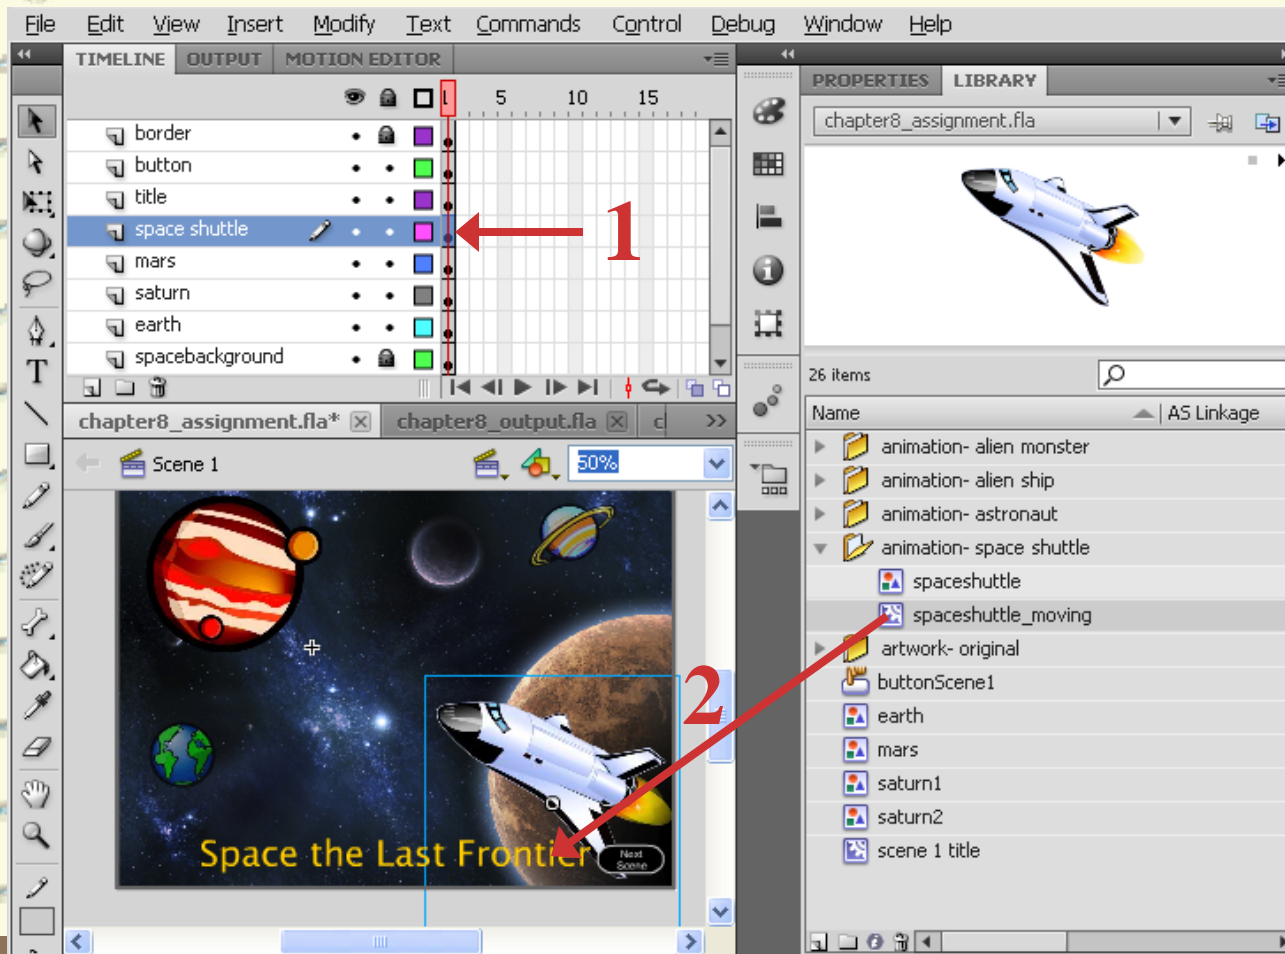 File Edit View Insert Modify Text Commands Control Debug Window Help
TIMELINE OUTPUT MOTION EDITOR
1 5 10 15
border
button
title
space shuttle
mars
saturn
earth
spacebackground
1
chapter8_assignment.fla* chapter8_output.fla
Scene 1 50%
Space the Last Frontier
Next
Scene
2
PROPERTIES LIBRARY
chapter8_assignment.fla
26 items
Name AS Linkage
animation- alien monster
animation- alien ship
animation- astronaut
animation- space shuttle
spaceshuttle
spaceshuttle_moving
artwork- original
buttonScene1
earth
mars
saturn1
saturn2
scene 1 title